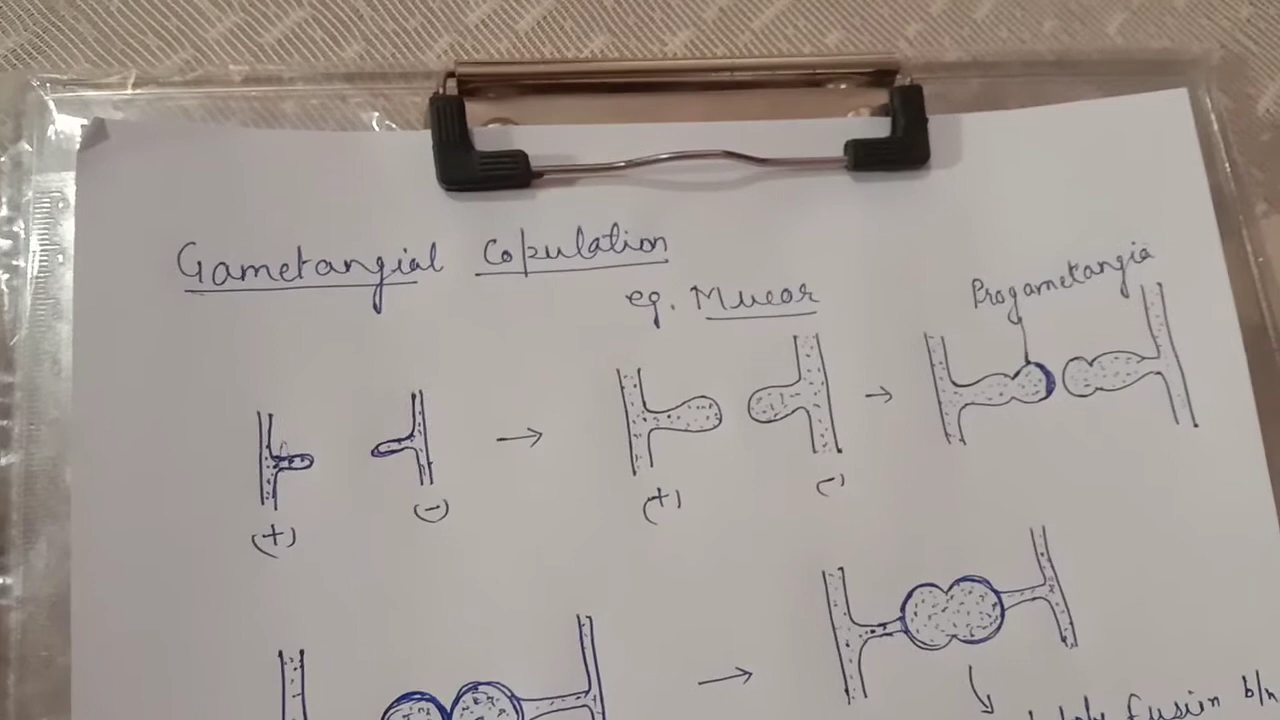 Gametangial Copulation
eg. Mucor
Progametangia
(+)
(-)
(+)
(-)
fusion b/n